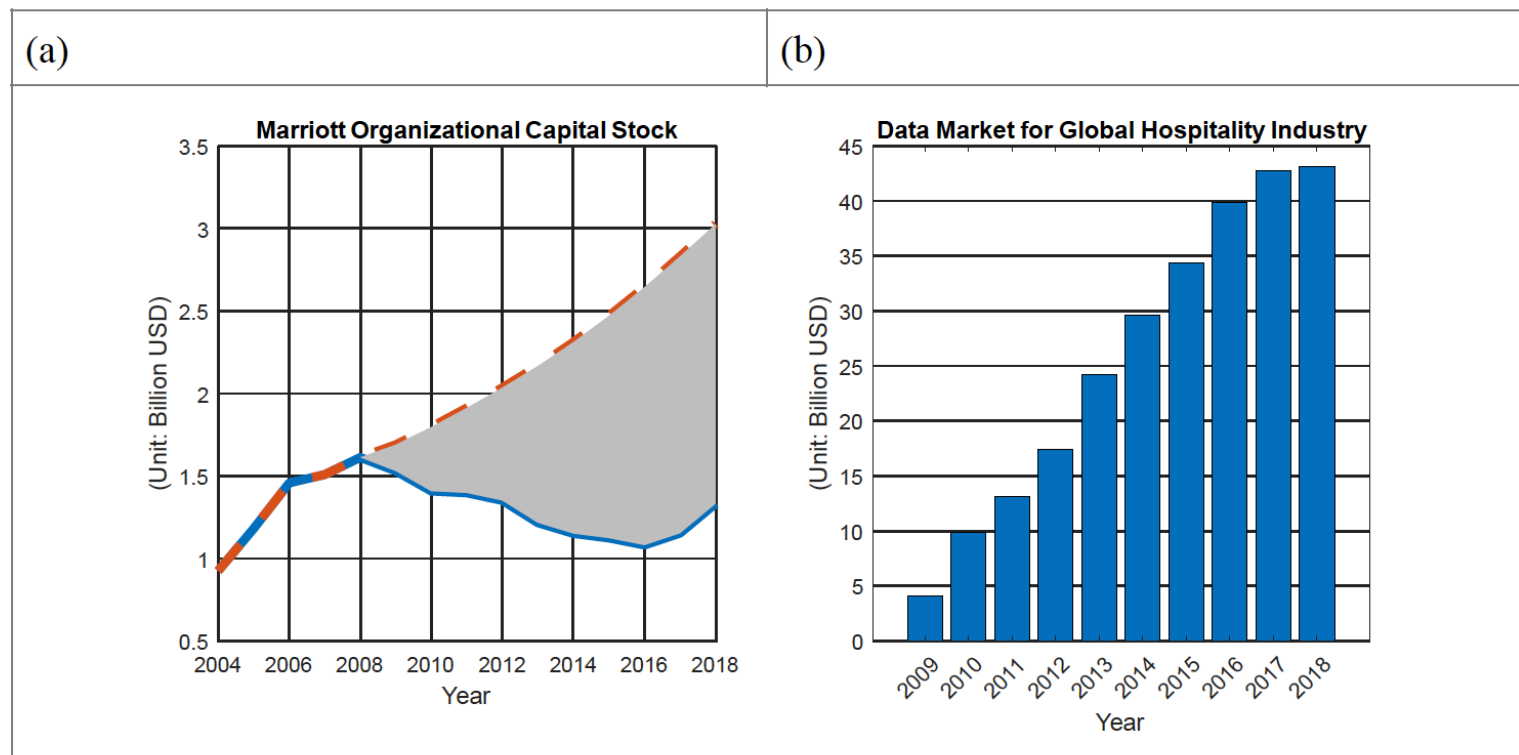 (a)
(b)
Marriott Organizational Capital Stock
3.5
3
2.5
2
1.5
1
0.5
(Unit: Billion USD)
2004 2006 2008 2010 2012 2014 2016 2018
Year
Data Market for Global Hospitality Industry
45
40
35
30
25
20
15
10
5
0
(Unit: Billion USD)
2009 2010 2011 2012 2013 2014 2015 2016 2017 2018
Year